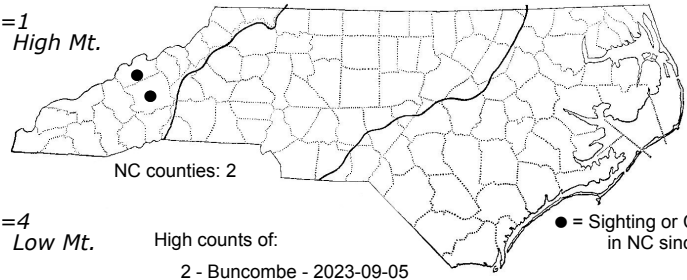 =1
High Mt.
NC counties: 2
=4
Low Mt.
High counts of:
2 - Buncombe - 2023-09-05
● = Sighting or
in NC